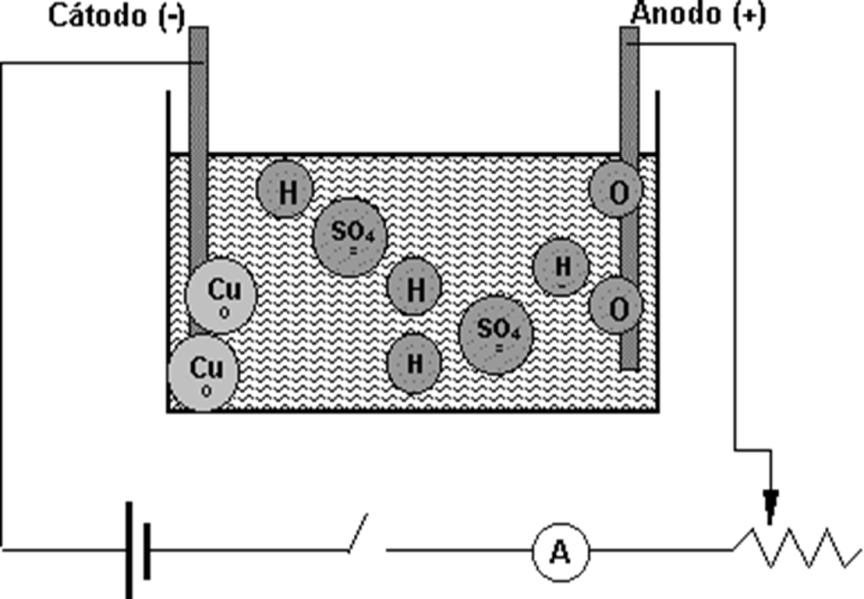 Cátodo (-)
Anodo (+)
H
O
SO₄
=
H
-
Cu
o
H
O
SO₄
=
Cu
o
H
A